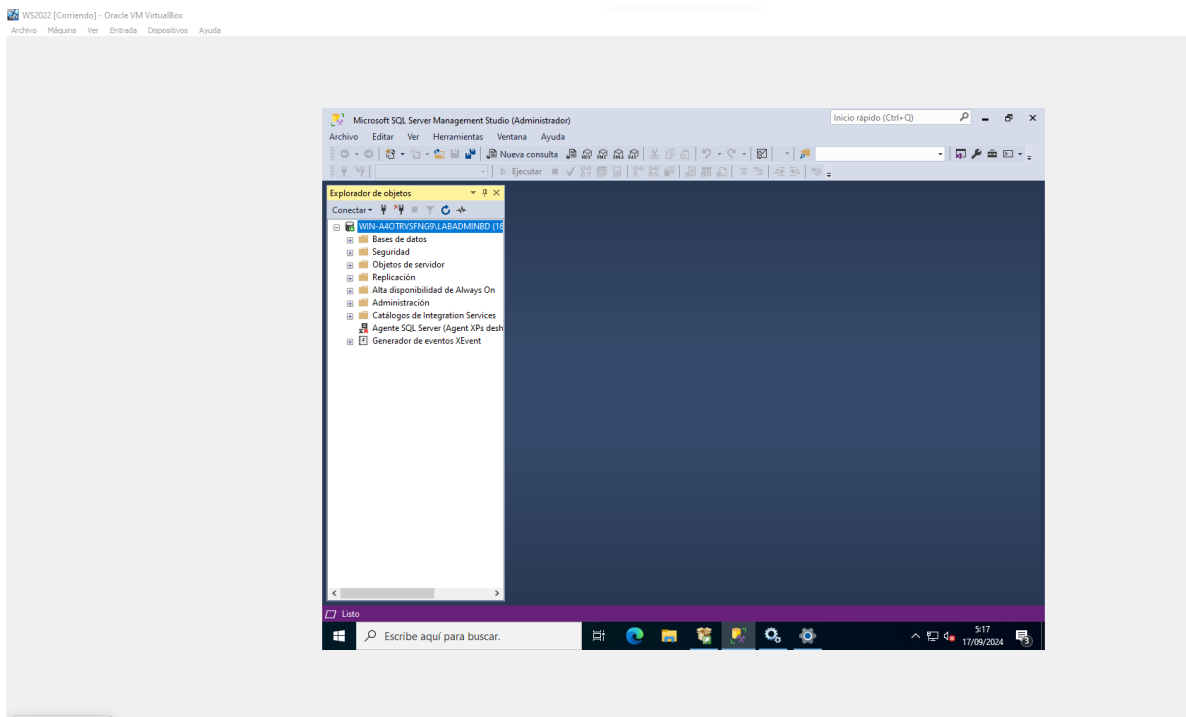 WS2022 [Corriendo] - Oracle VM VirtualBox
Archivo Máquina Ver Entrada Dispositivos Ayuda
Microsoft SQL Server Management Studio (Administrador)
Inicio rápido (Ctrl+Q)
Archivo Editar Ver Herramientas Ventana Ayuda
Nueva consulta
Ejecutar
Explorador de objetos
Conectar
WIN-A4OTRVSFNG9\LABADMINBD (16
Bases de datos
Seguridad
Objetos de servidor
Replicación
Alta disponibilidad de Always On
Administración
Catálogos de Integration Services
Agente SQL Server (Agent XPs desh
Generador de eventos XEvent
Listo
Escribe aquí para buscar.
5:17
17/09/2024
3